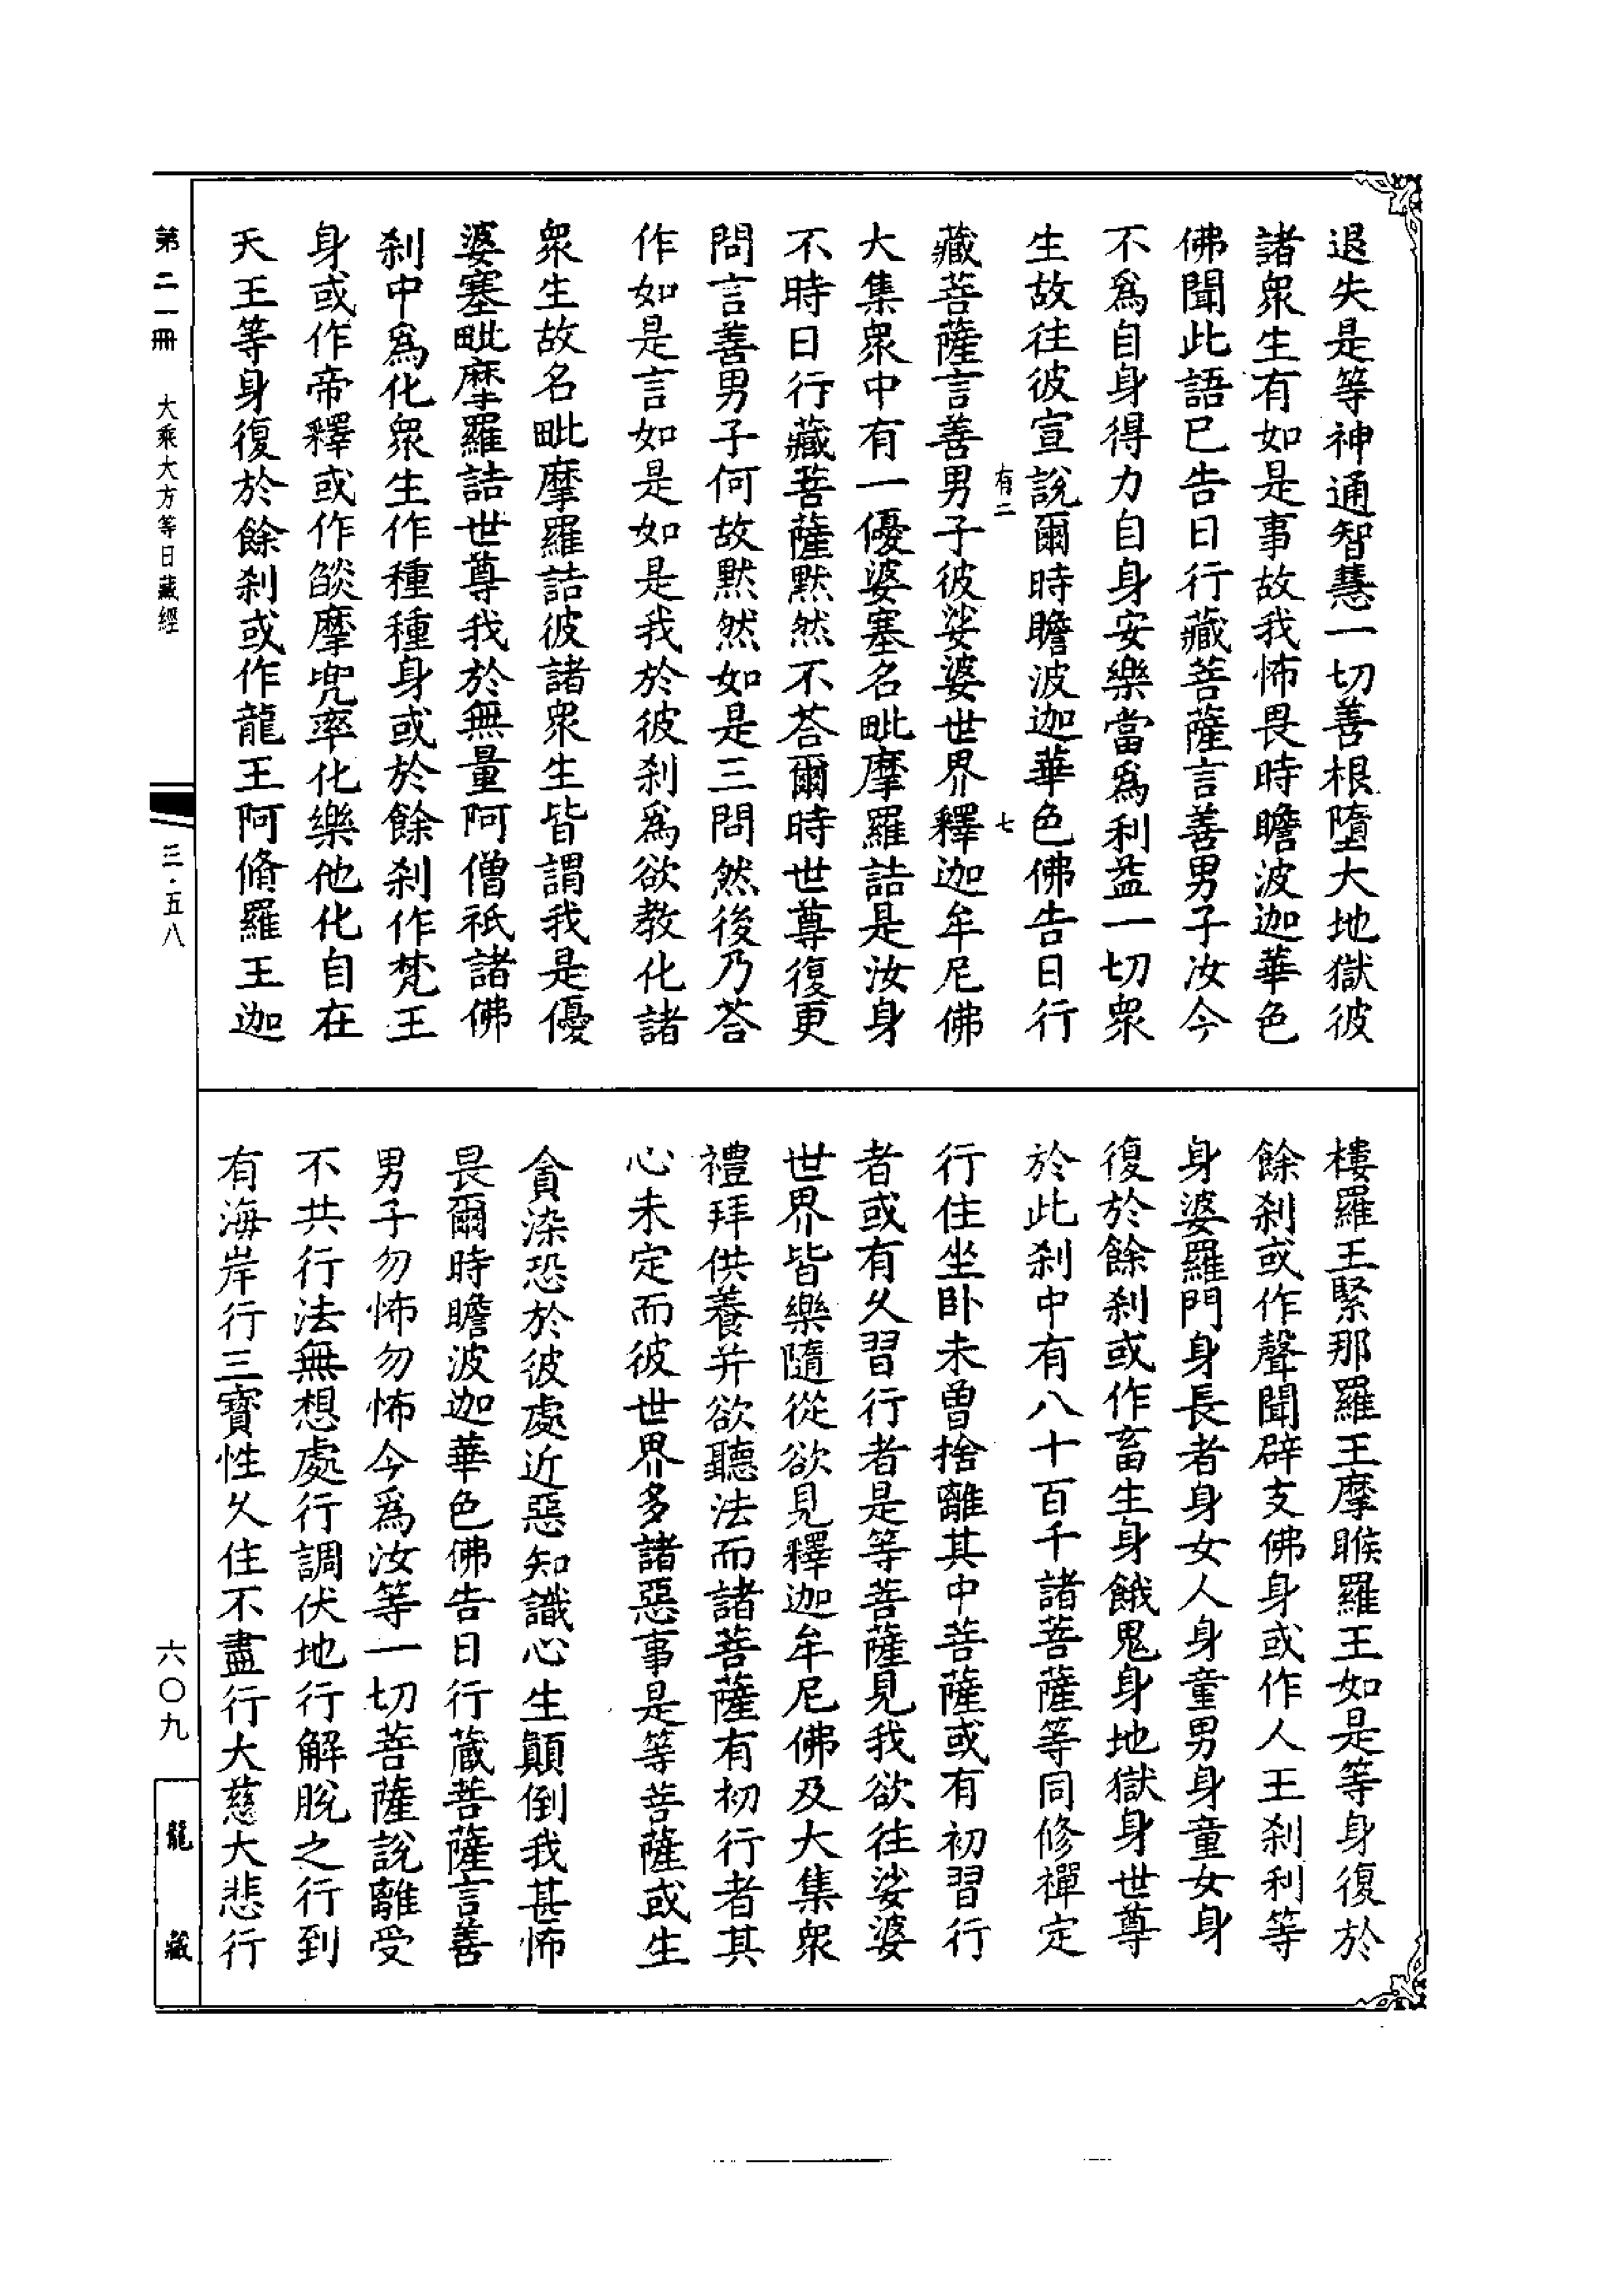 退失是等神通智慧一切善根墮大地獄彼
諸衆生有如是事故我怖畏時瞻波迦華色
佛聞此語已告日行藏菩薩言善男子汝今
不爲自身得力自身安樂當爲利益一切衆
生故往彼宣說爾時瞻波迦華色佛告日行
有二 七
藏菩薩言善男子彼娑婆世界釋迦牟尼佛
大集衆中有一優婆塞名毗摩羅詰是汝身
不時日行藏菩薩默然不荅爾時世尊復更
問言善男子何故默然如是三問然後乃荅
作如是言如是如是我於彼刹爲欲教化諸
衆生故名毗摩羅詰彼諸衆生皆謂我是優
婆塞毗摩羅詰世尊我於無量阿僧祇諸佛
刹中爲化衆生作種種身或於餘刹作梵王
身或作帝釋或作燄摩兜率化樂他化自在
天王等身復於餘刹或作龍王阿脩羅王迦
樓羅王緊那羅王摩睺羅王如是等身復於
餘刹或作聲聞辟支佛身或作人王刹利等
身婆羅門身長者身女人身童男身童女身
復於餘刹或作畜生身餓鬼身地獄身世尊
於此刹中有八十百千諸菩薩等同修禪定
行住坐卧未曾捨離其中菩薩或有初習行
者或有久習行者是等菩薩見我欲往娑婆
世界皆樂隨從欲見釋迦牟尼佛及大集衆
禮拜供養并欲聽法而諸菩薩有初行者其
心未定而彼世界多諸惡事是等菩薩或生
貪染恐於彼處近惡知識心生顛倒我甚怖
畏爾時瞻波迦華色佛告日行藏菩薩言善
男子勿怖勿怖今爲汝等一切菩薩說離受
不共行法無想處行調伏地行解脫之行到
有海岸行三寶性久住不盡行大慈大悲行
第二一冊 大乘大方等日藏經 三·五八 六〇九 龍藏